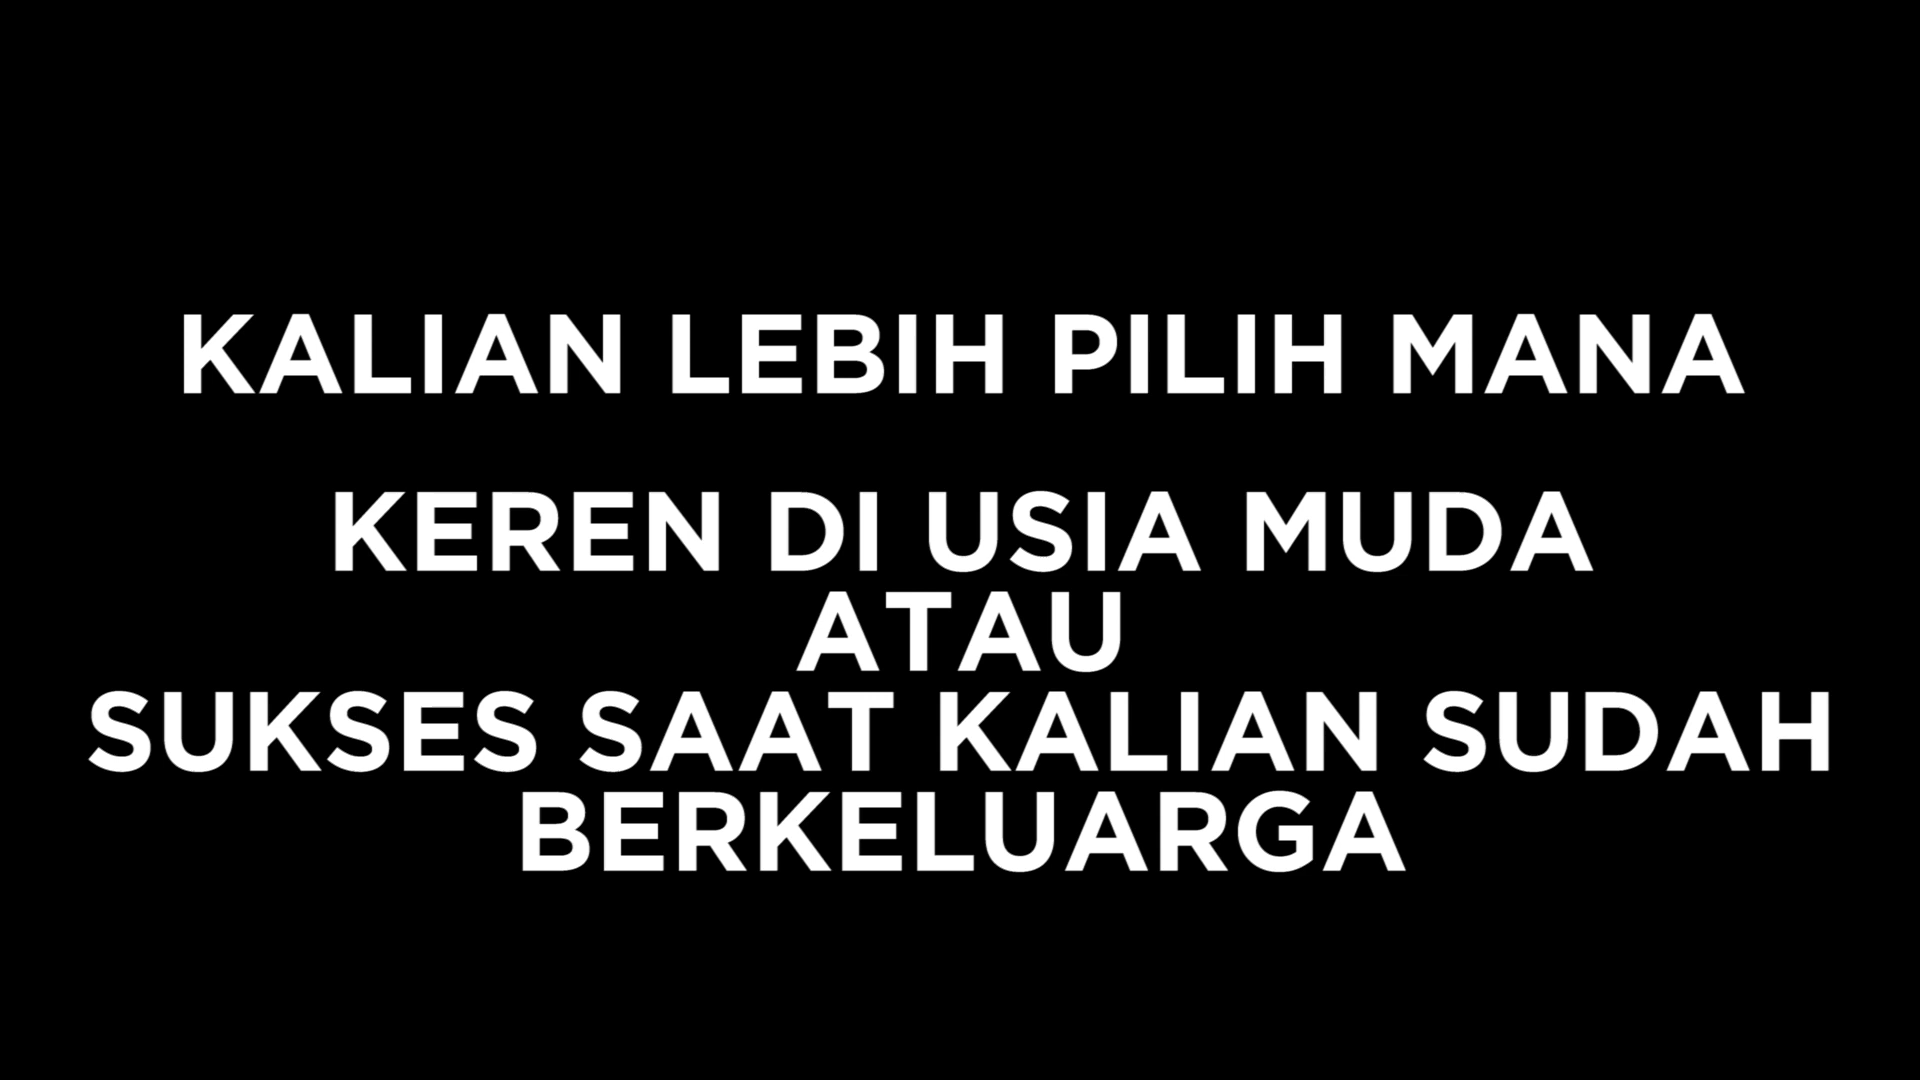 KALIAN LEBIH PILIH MANA
KEREN DI USIA MUDA
ATAU
SUKSES SAAT KALIAN SUDAH
BERKELUARGA